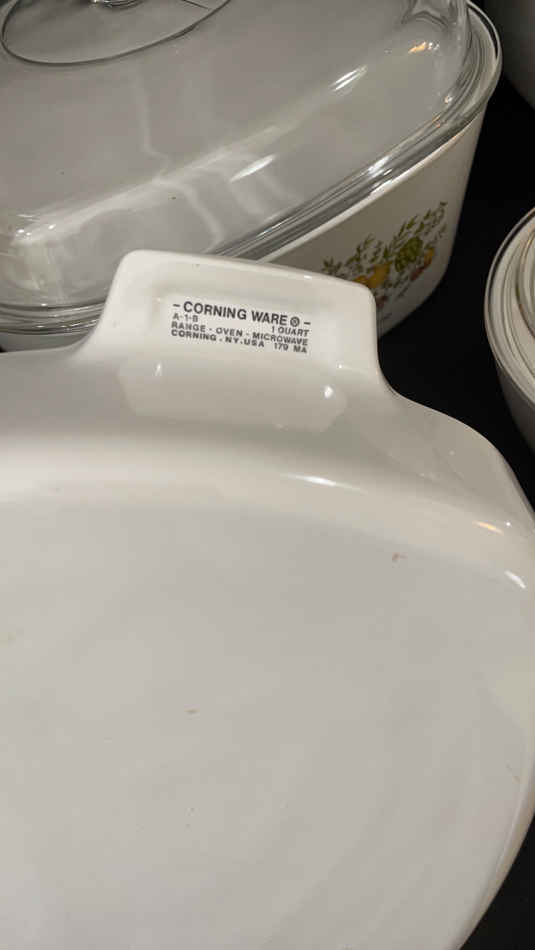 - CORNING WARE ® -
A-1-B 1 QUART
RANGE - OVEN - MICROWAVE
CORNING . NY . USA 179 MA